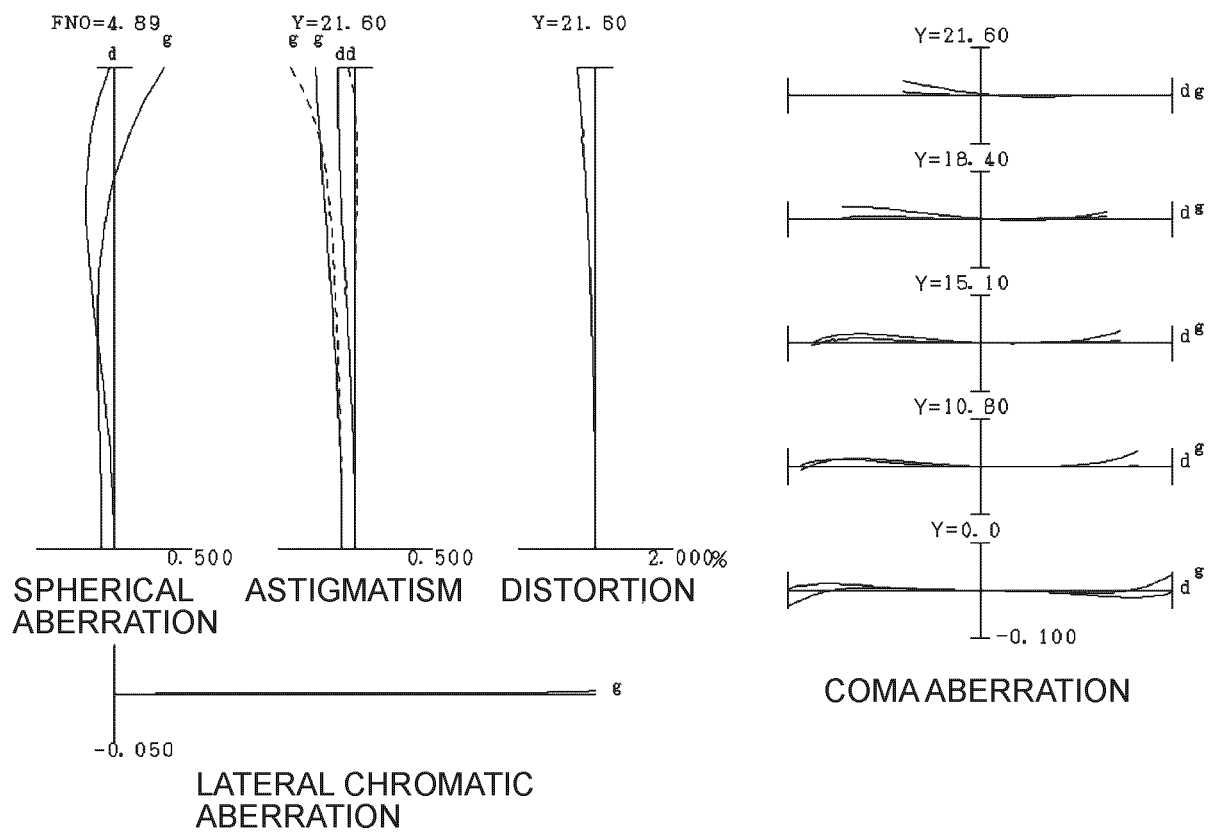 FNO=4.89
d
g
0.500
SPHERICAL
ABERRATION
Y=21.60
g g
dd
0.500
ASTIGMATISM
Y=21.60
2.000%
DISTORTION
g
-0.050
LATERAL CHROMATIC
ABERRATION
Y=21.60
d g
Y=18.40
d g
Y=15.10
d g
Y=10.80
d g
Y=0.0
d g
-0.100
COMA ABERRATION